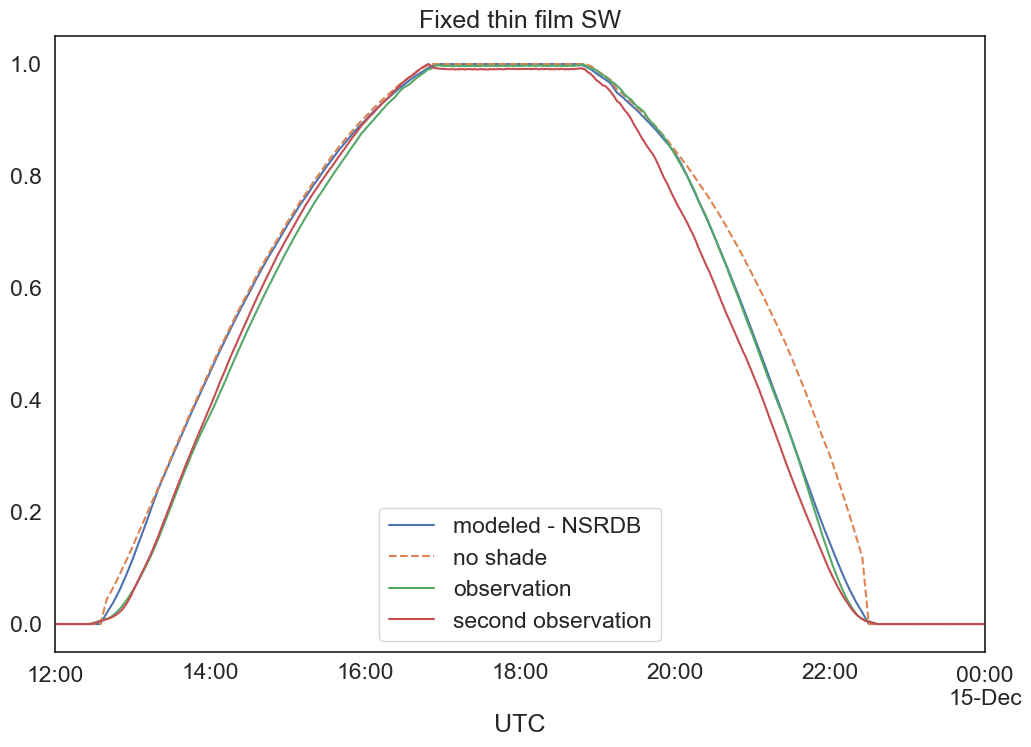 Fixed thin film SW
1.0
0.8
0.6
0.4
0.2
0.0
modeled - NSRDB
no shade
observation
second observation
12:00 14:00 16:00 18:00 20:00 22:00 00:00
15-Dec
UTC